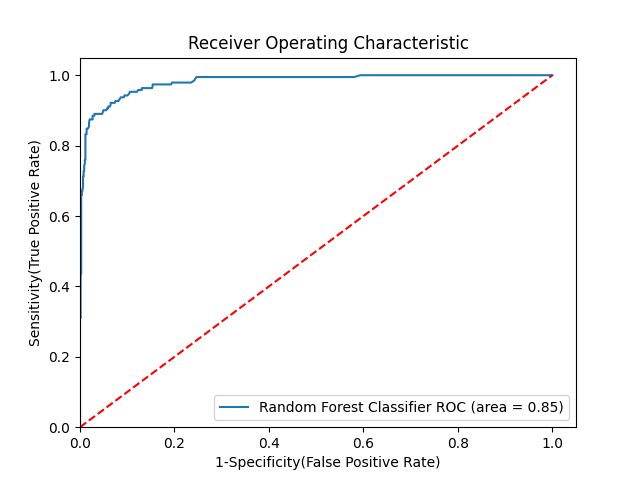 Receiver Operating Characteristic
Sensitivity(True Positive Rate)
1.0
0.8
0.6
0.4
0.2
0.0
Random Forest Classifier ROC (area = 0.85)
0.0 0.2 0.4 0.6 0.8 1.0
1-Specificity(False Positive Rate)